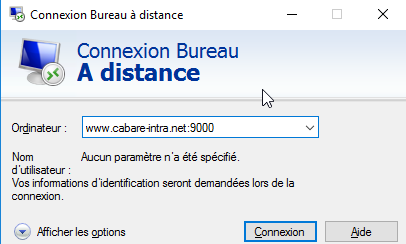 Connexion Bureau à distance
Connexion Bureau
A distance
Ordinateur :
www.cabare-intra.net:9000
Nom d'utilisateur :
Aucun paramètre n'a été spécifié.
Vos informations d'identification seront demandées lors de la
connexion.
Afficher les options
Connexion
Aide